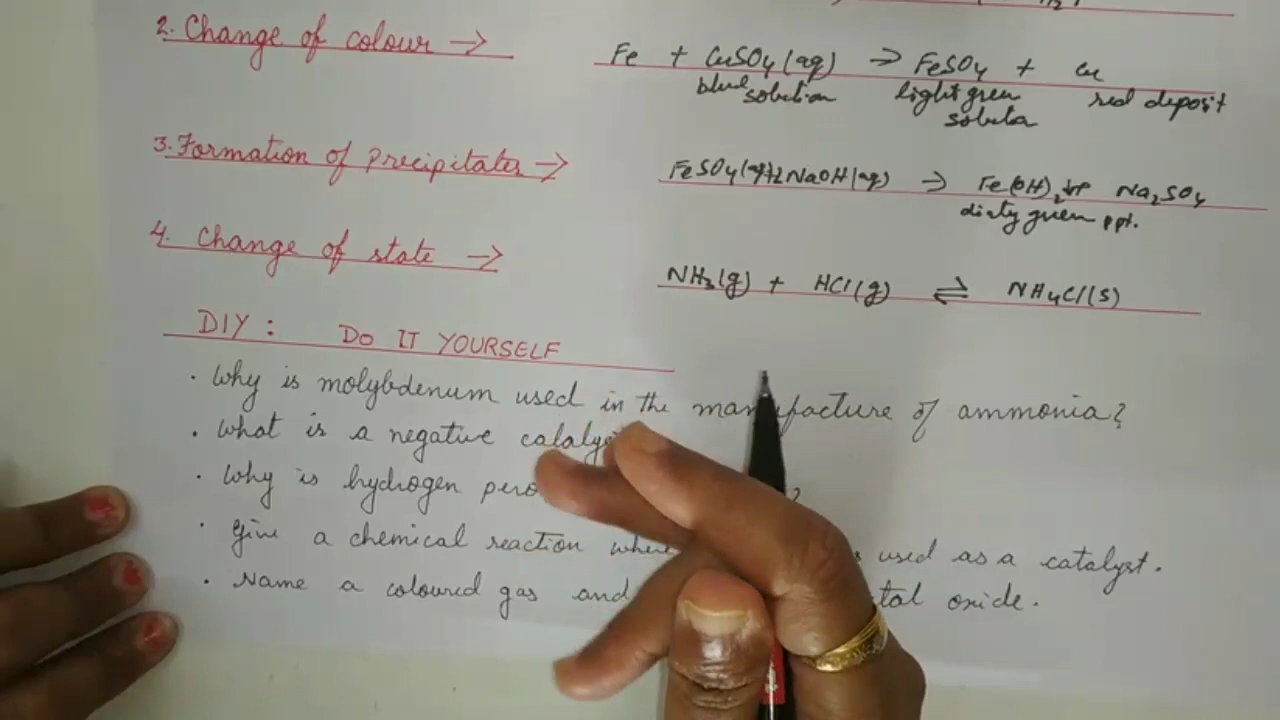 2. Change of colour →
Fe + CuSO4(aq) → FeSO4 + Cu
blue solution light green solution red deposit
3. Formation of precipitates →
FeSO4(aq)+2NaOH(aq) → Fe(OH)2↓+ Na2SO4
dirty green ppt.
4. Change of state →
NH3(g) + HCl(g) ⇌ NH4Cl(s)
DIY : DO IT YOURSELF
. Why is molybdenum used in the manufacture of ammonia?
. What is a negative
. Why is hydrogen ?
. Give a chemical reaction where used as a catalyst.
. Name a coloured gas and oxide.